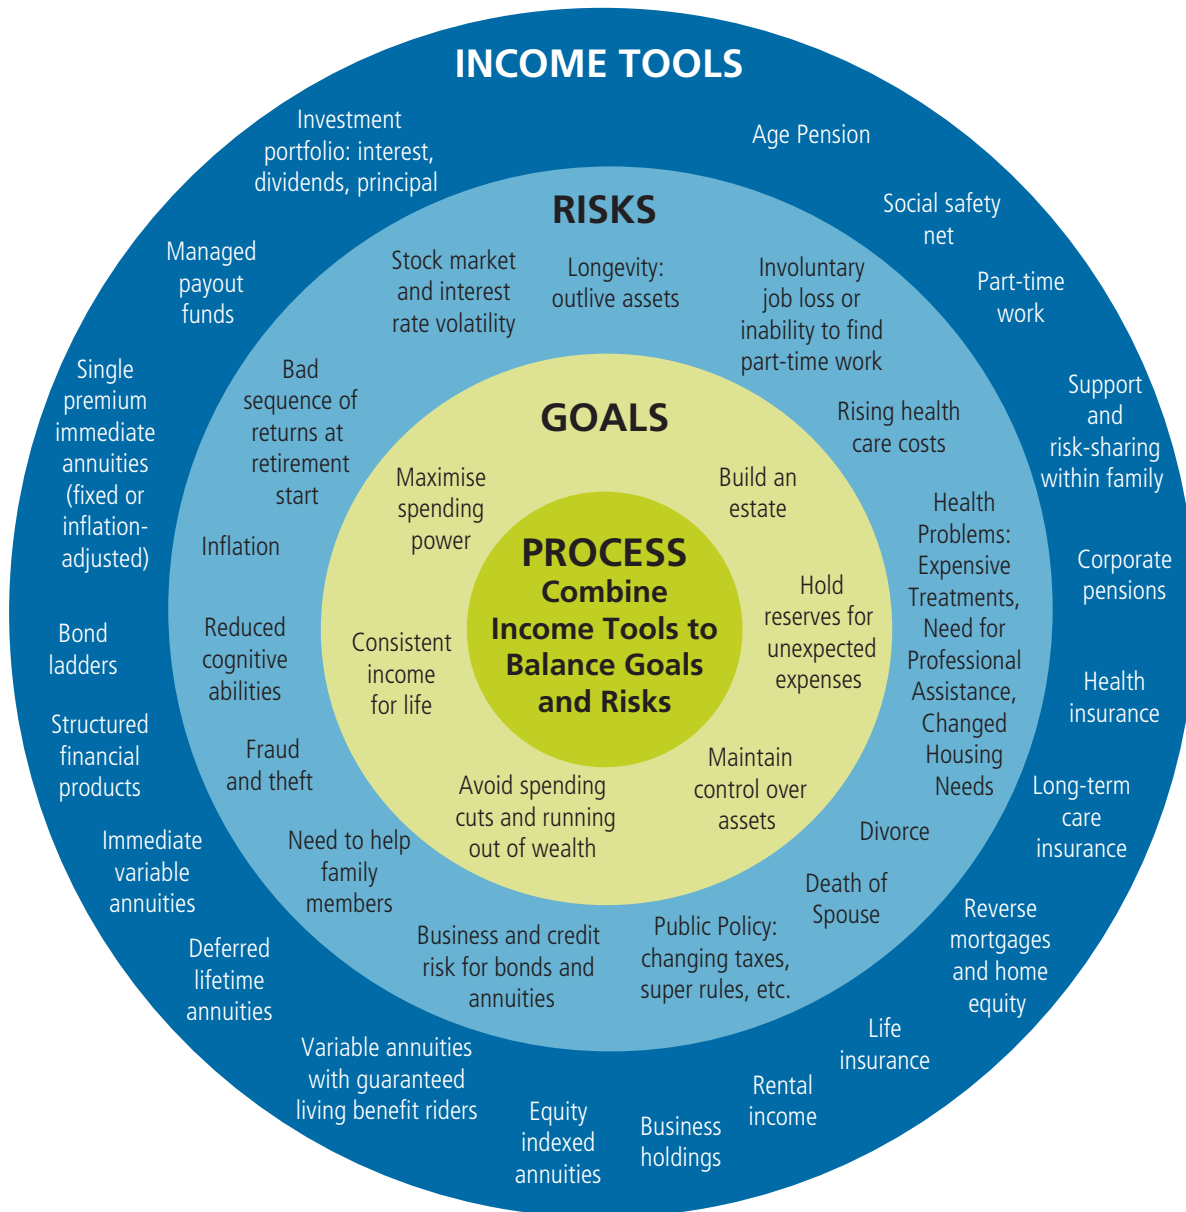 INCOME TOOLS
Investment
portfolio: interest,
dividends, principal
Age Pension
Social safety
net
Part-time
work
Support
and
risk-sharing
within family
Corporate
pensions
Health
insurance
Long-term
care
insurance
Reverse
mortgages
and home
equity
Life
insurance
Rental
income
Business
holdings
Equity
indexed
annuities
Variable annuities
with guaranteed
living benefit riders
Deferred
lifetime
annuities
Immediate
variable
annuities
Structured
financial
products
Bond
ladders
Single
premium
immediate
annuities
(fixed or
inflation-
adjusted)
Managed
payout
funds
RISKS
Stock market
and interest
rate volatility
Longevity:
outlive assets
Involuntary
job loss or
inability to find
part-time work
Rising health
care costs
Health
Problems:
Expensive
Treatments,
Need for
Professional
Assistance,
Changed
Housing
Needs
Divorce
Death of
Spouse
Public Policy:
changing taxes,
super rules, etc.
Business and credit
risk for bonds and
annuities
Need to help
family
members
Fraud
and theft
Reduced
cognitive
abilities
Inflation
Bad
sequence of
returns at
retirement
start
GOALS
Maximise
spending
power
Build an
estate
Hold
reserves for
unexpected
expenses
Maintain
control over
assets
Avoid spending
cuts and running
out of wealth
Consistent
income
for life
PROCESS
Combine
Income Tools to
Balance Goals
and Risks